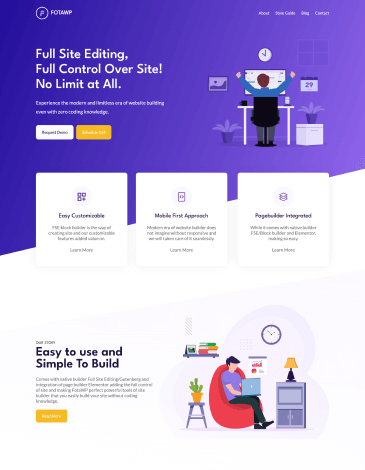 FOTAWP
About Style Guide Blog Contact
Full Site Editing,
Full Control Over Site!
No Limit at All.
Experience the modern and limitless era of website building
even with zero coding knowledge.
Request Demo
29
Easy Customizable
FSE block builder is the way of
creating site and our customizable
features added value on.
Learn More
Mobile First Approach
Modern era of website builder does
not imagine without responsive and
we will taken care of it seamlessly.
Learn More
Pagebuilder Integrated
While it comes with native builder
FSE/Block builder and Elementor,
making so easy.
Learn More
OUR STORY
Easy to use and
Simple To Build
Comes with native builder Full Site Editing/Gutenberg and
integration of page builder Elementor adding the full control
of site and making FotaWP perfect powerful tools of site
builder that you easily build your site without coding
knowledge.
Read More